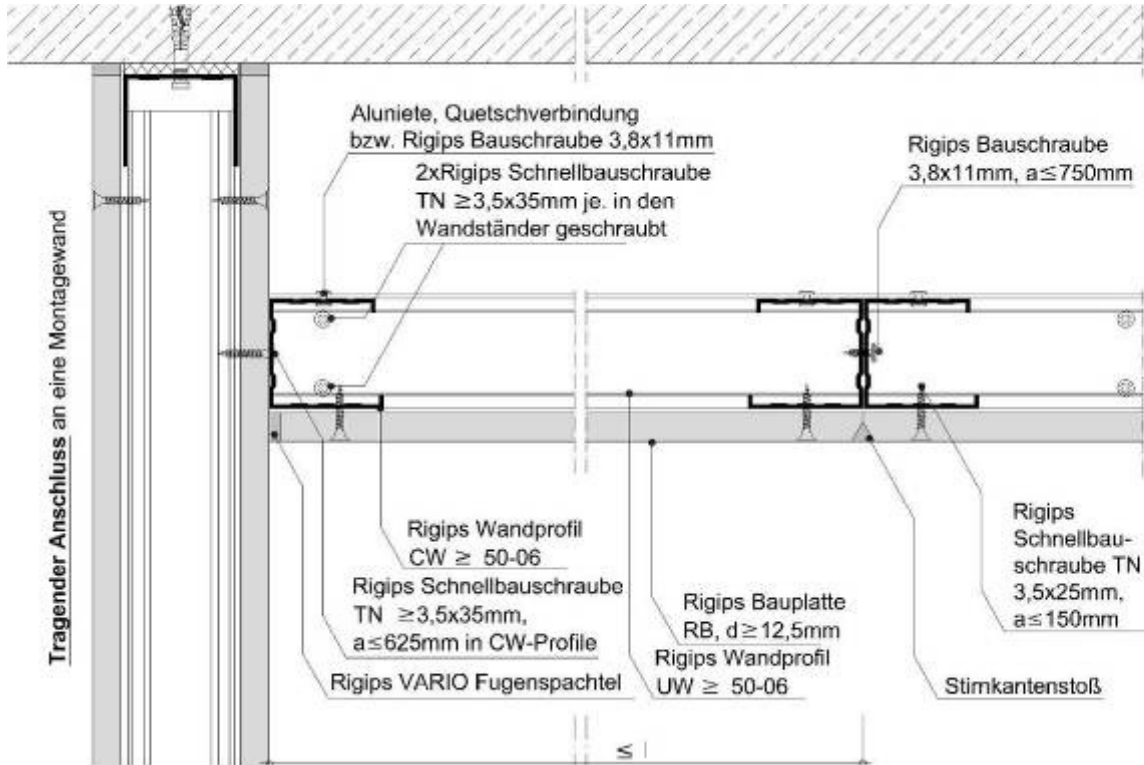 Aluniete, Quetschverbindung
bzw. Rigips Bauschraube 3,8x11mm
2xRigips Schnellbauschraube
TN ≥3,5x35mm je. in den
Wandständer geschraubt
Rigips Bauschraube
3,8x11mm, a≤750mm
Tragender Anschluss an eine Montagewand
Rigips Wandprofil
CW ≥ 50-06
Rigips Schnellbauschraube
TN ≥3,5x35mm,
a≤625mm in CW-Profile
Rigips VARIO Fugenspachtel
Rigips Bauplatte
RB, d≥12,5mm
Rigips Wandprofil
UW ≥ 50-06
Rigips
Schnellbau-
schraube TN
3,5x25mm,
a≤150mm
Stirnkantenstoß
≤ l